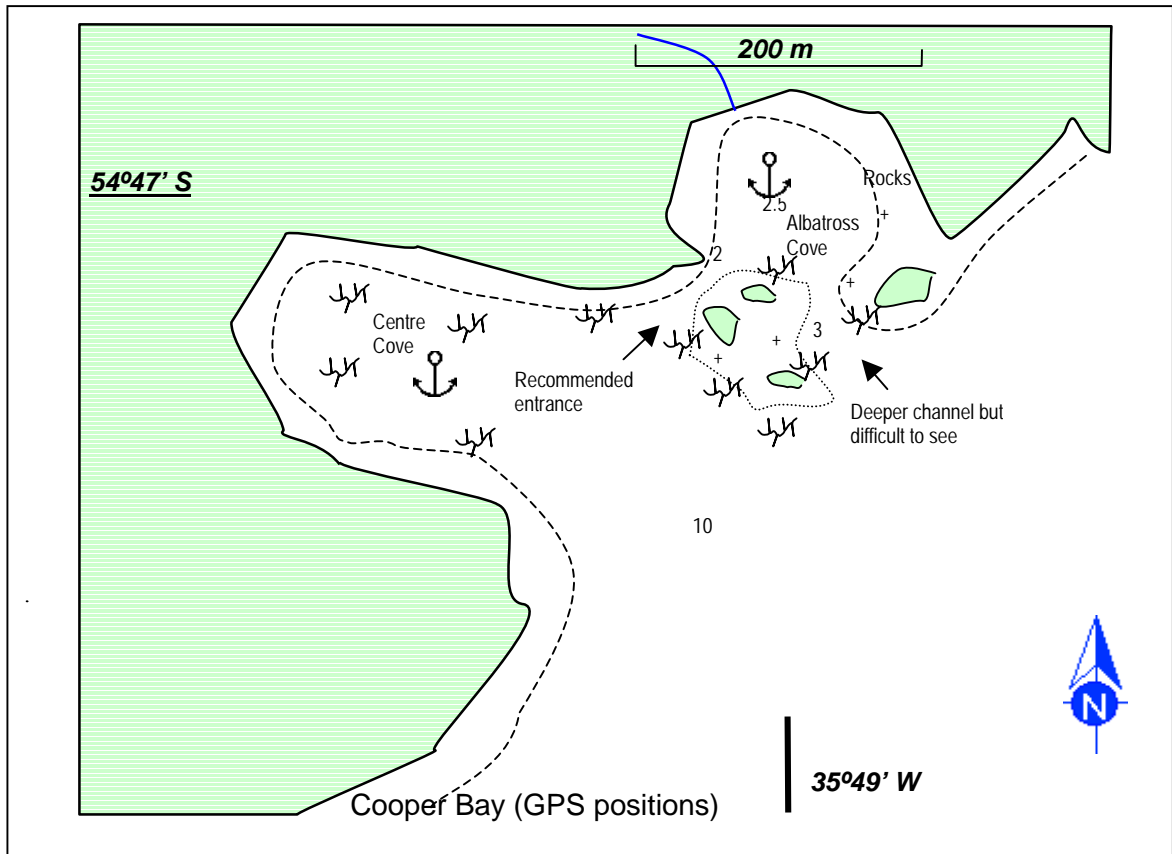 200 m
54º47' S
Rocks
2.5
Albatross
Cove
2
Centre
Cove
3
Recommended
entrance
Deeper channel but
difficult to see
10
N
35º49' W
Cooper Bay (GPS positions)